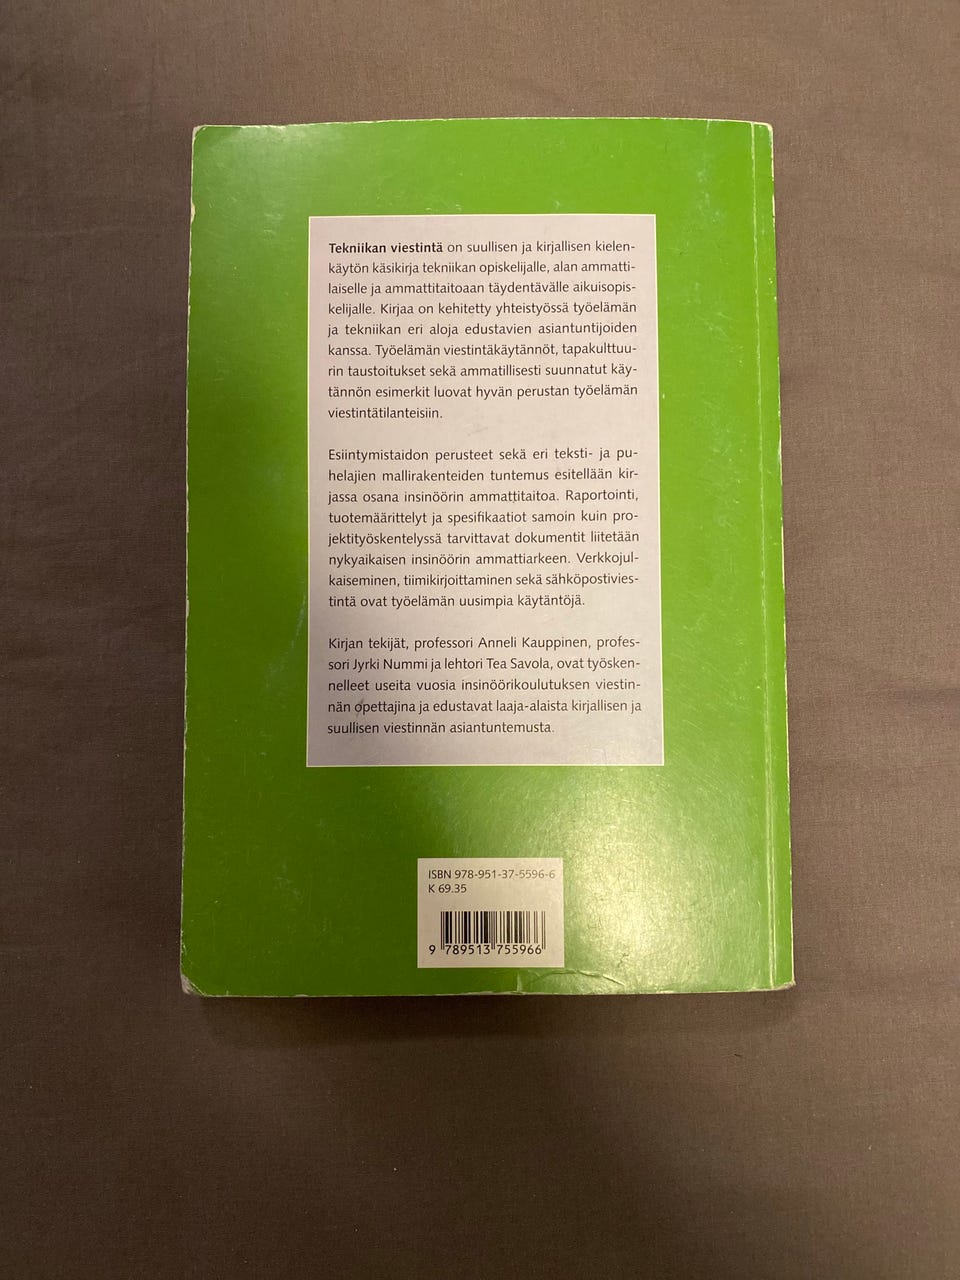 Tekniikan viestintä on suullisen ja kirjallisen kielen-
käytön käsikirja tekniikan opiskelijalle, alan ammatti-
laiselle ja ammattitaitoaan täydentävälle aikuisopis-
kelijalle. Kirjaa on kehitetty yhteistyössä työelämän
ja tekniikan eri aloja edustavien asiantuntijoiden
kanssa. Työelämän viestintäkäytännöt, tapakulttuu-
rin taustoitukset sekä ammatillisesti suunnatut käy-
tännön esimerkit luovat hyvän perustan työelämän
viestintätilanteisiin.
Esiintymistaidon perusteet sekä eri teksti- ja pu-
helajien mallirakenteiden tuntemus esitellään kir-
jassa osana insinöörin ammattitaitoa. Raportointi,
tuotemäärittelyt ja spesifikaatiot samoin kuin pro-
jektityöskentelyssä tarvittavat dokumentit liitetään
nykyaikaisen insinöörin ammattiarkeen. Verkkojul-
kaiseminen, tiimikirjoittaminen sekä sähköpostivies-
tintä ovat työelämän uusimpia käytäntöjä.
Kirjan tekijät, professori Anneli Kauppinen, profes-
sori Jyrki Nummi ja lehtori Tea Savola, ovat työsken-
nelleet useita vuosia insinöörikoulutuksen viestin-
nän opettajina ja edustavat laaja-alaista kirjallisen ja
suullisen viestinnän asiantuntemusta.
ISBN 978-951-37-5596-6
K 69.35
9 789513 755966